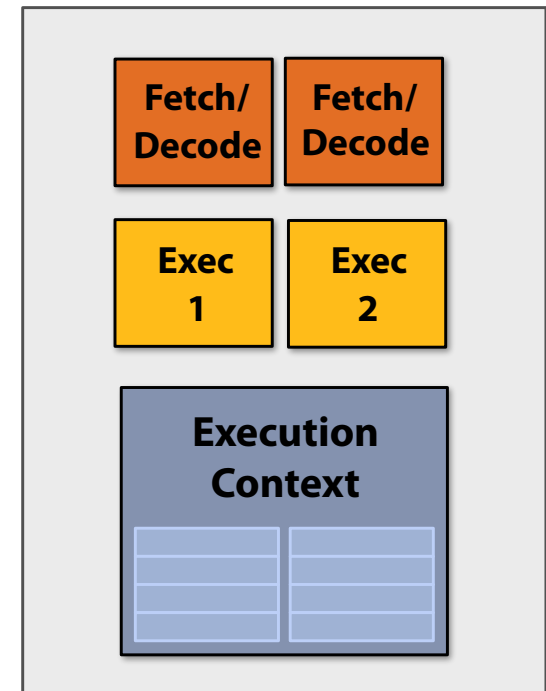 Fetch/
Decode
Fetch/
Decode
Exec
1
Exec
2
Execution
Context